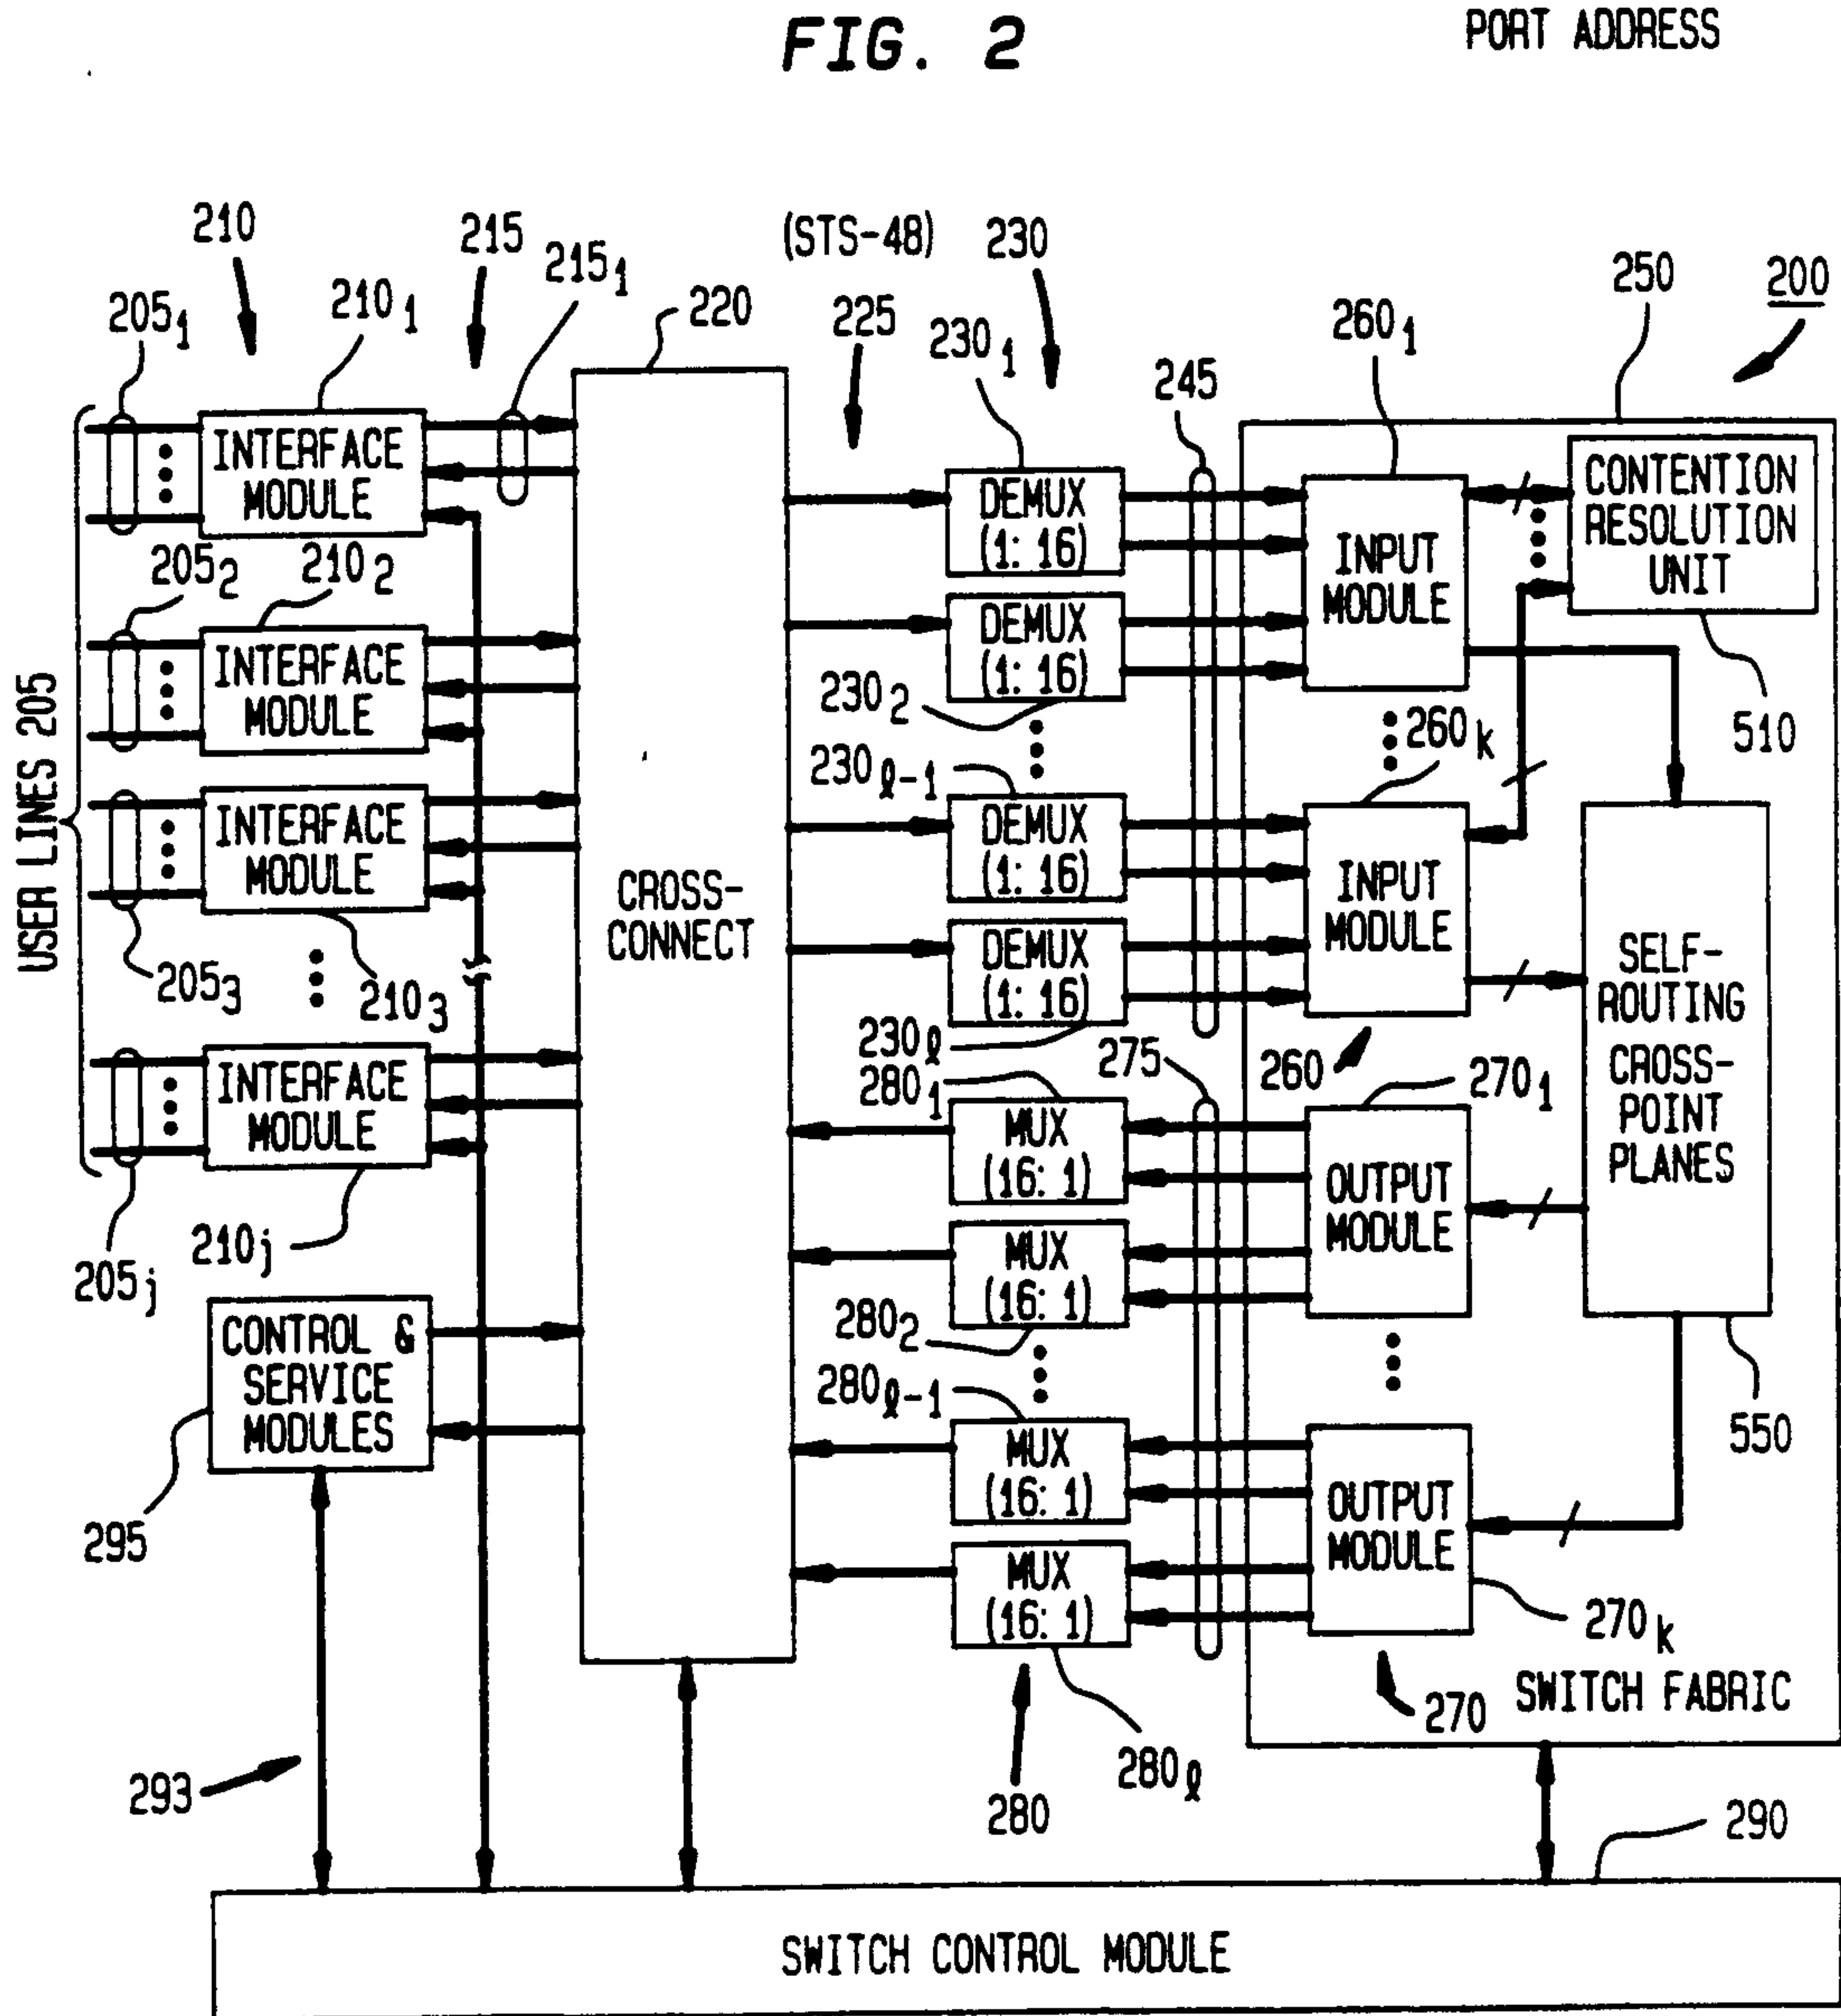 FIG. 2
PORT ADDRESS
210
215
215₁
(STS-48)
230
250
200
205₁
210₁
220
225
230₁
260₁
245
INTERFACE
MODULE
DEMUX
(1: 16)
INPUT
MODULE
CONTENTION
RESOLUTION
UNIT
205₂
210₂
INTERFACE
MODULE
DEMUX
(1: 16)
230₂
260ₖ
510
USER LINES 205
230ℓ₋₁
INTERFACE
MODULE
DEMUX
(1: 16)
INPUT
MODULE
CROSS-
CONNECT
205₃
210₃
DEMUX
(1: 16)
SELF-
ROUTING
CROSS-
POINT
PLANES
230ℓ
260
275
280₁
270₁
INTERFACE
MODULE
MUX
(16: 1)
OUTPUT
MODULE
205ⱼ
210ⱼ
MUX
(16: 1)
280₂
CONTROL &
SERVICE
MODULES
280ℓ₋₁
550
295
MUX
(16: 1)
OUTPUT
MODULE
MUX
(16: 1)
270ₖ
270
SWITCH FABRIC
293
280
280ℓ
290
SWITCH CONTROL MODULE